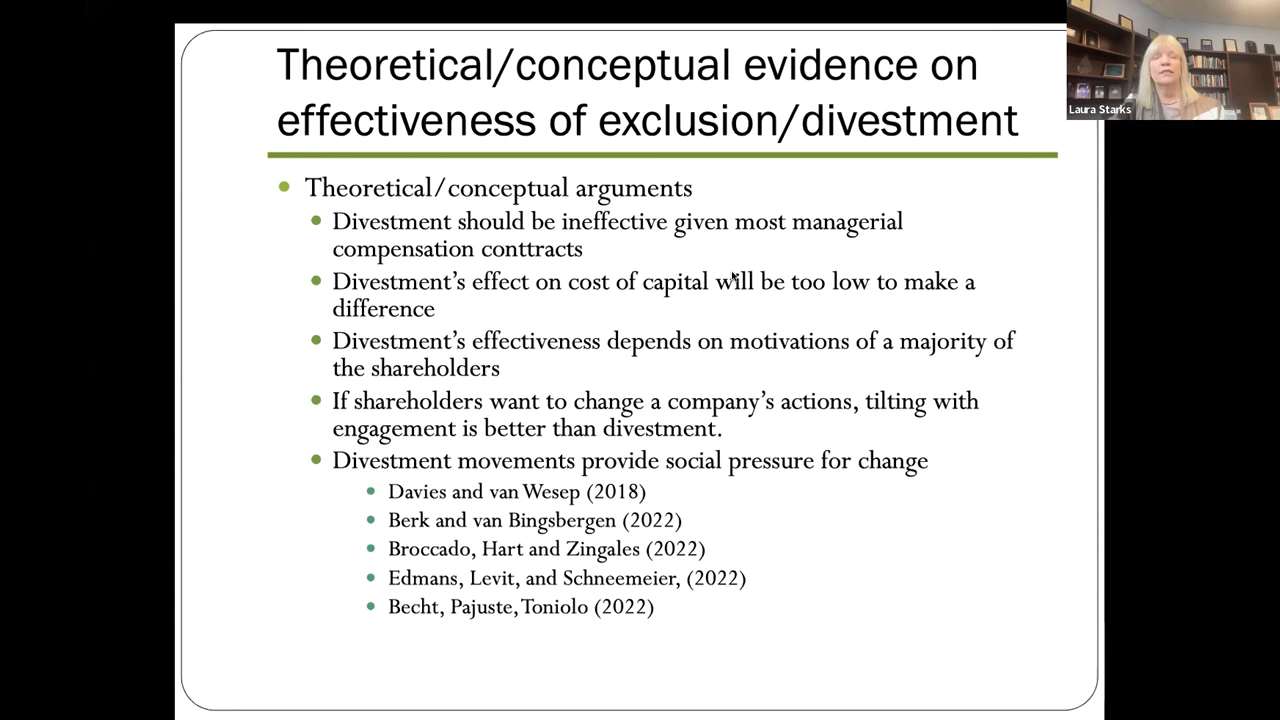 Theoretical/conceptual evidence on
effectiveness of exclusion/divestment
Laura Starks
Theoretical/conceptual arguments
Divestment should be ineffective given most managerial
compensation conttracts
Divestment's effect on cost of capital will be too low to make a
difference
Divestment's effectiveness depends on motivations of a majority of
the shareholders
If shareholders want to change a company's actions, tilting with
engagement is better than divestment.
Divestment movements provide social pressure for change
Davies and van Wesep (2018)
Berk and van Bingsbergen (2022)
Broccado, Hart and Zingales (2022)
Edmans, Levit, and Schneemeier, (2022)
Becht, Pajuste, Toniolo (2022)